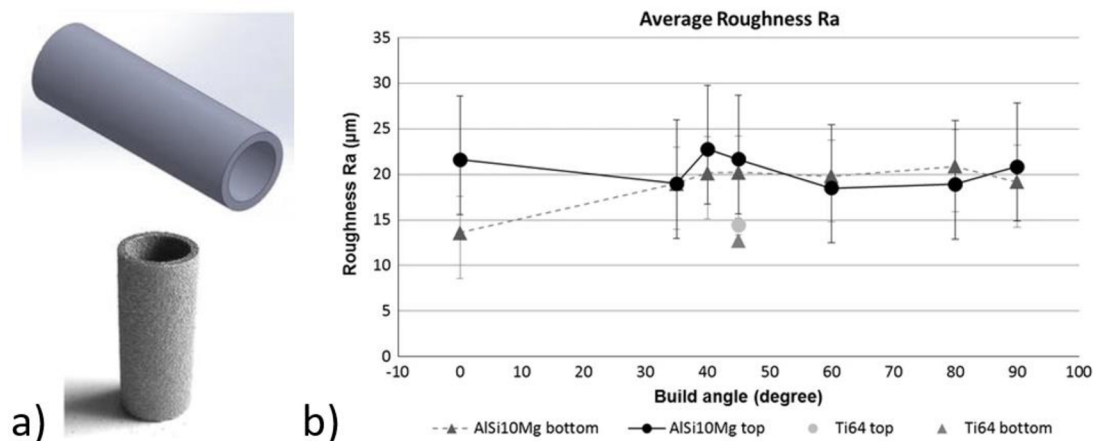 a)
b)
Average Roughness Ra
Roughness Ra (µm)
35
30
25
20
15
10
5
0
-10 0 10 20 30 40 50 60 70 80 90 100
Build angle (degree)
AlSi10Mg bottom AlSi10Mg top Ti64 top Ti64 bottom